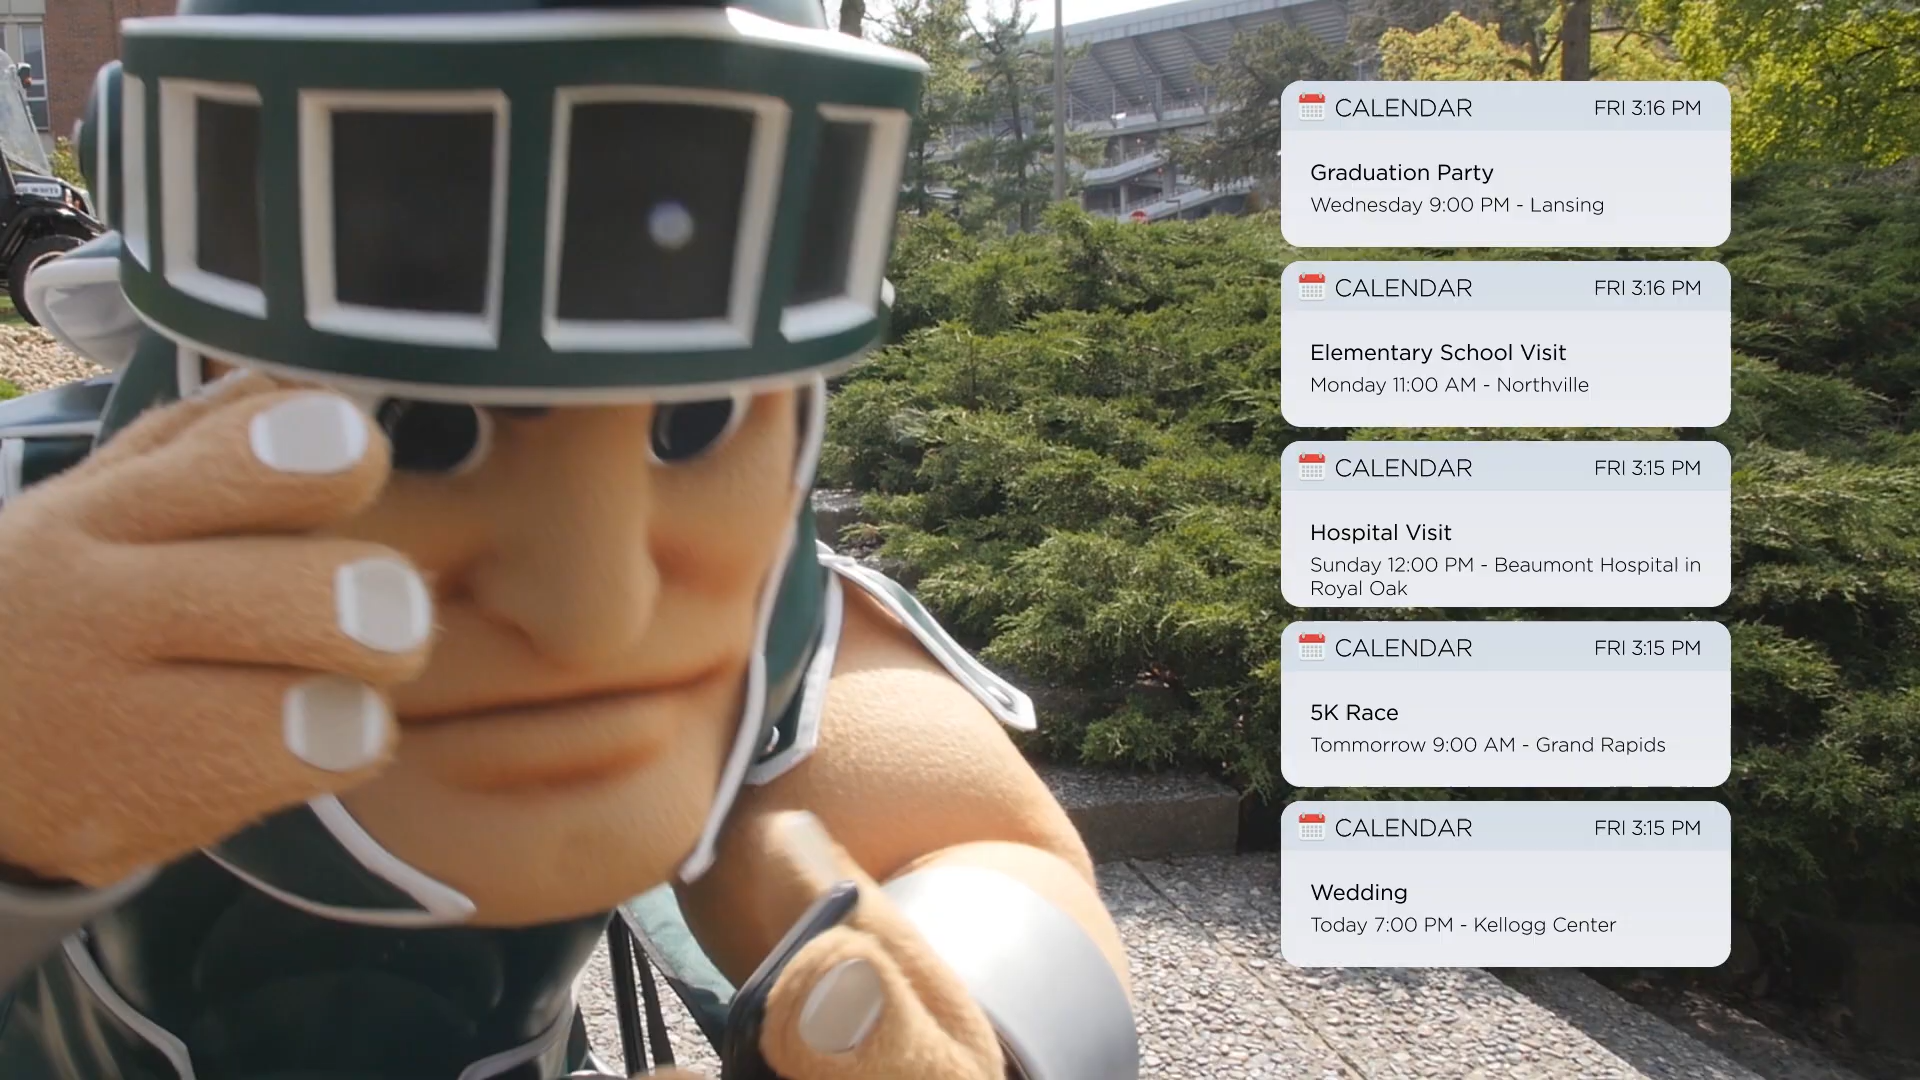 CALENDAR FRI 3:16 PM
Graduation Party
Wednesday 9:00 PM - Lansing
CALENDAR FRI 3:16 PM
Elementary School Visit
Monday 11:00 AM - Northville
CALENDAR FRI 3:15 PM
Hospital Visit
Sunday 12:00 PM - Beaumont Hospital in
Royal Oak
CALENDAR FRI 3:15 PM
5K Race
Tommorrow 9:00 AM - Grand Rapids
CALENDAR FRI 3:15 PM
Wedding
Today 7:00 PM - Kellogg Center